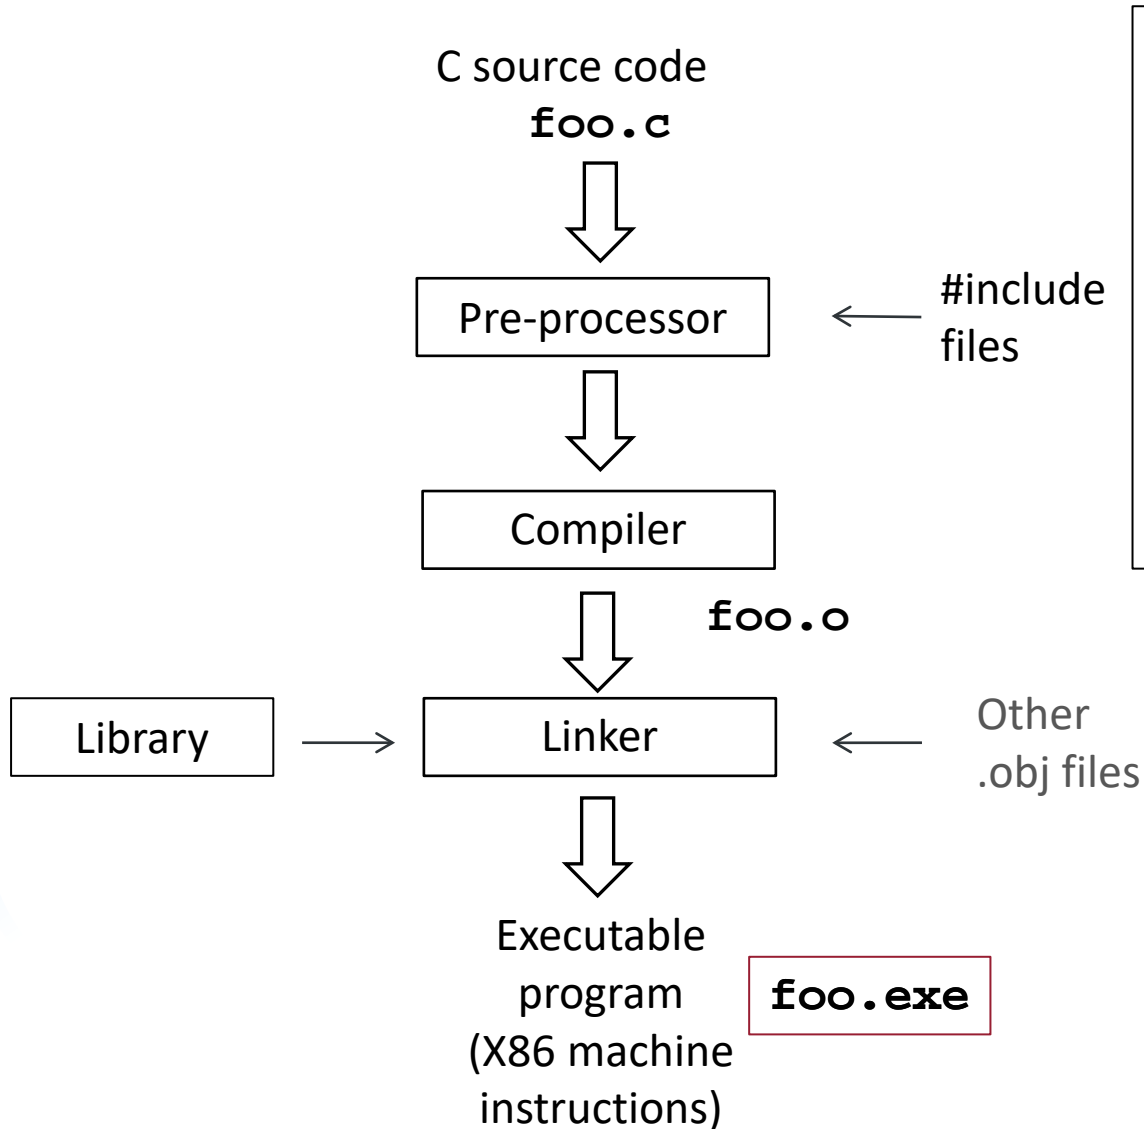 C source code
foo.c
Pre-processor
#include
files
Compiler
foo.o
Library
Linker
Other
.obj files
Executable
program
(X86 machine
instructions)
foo.exe